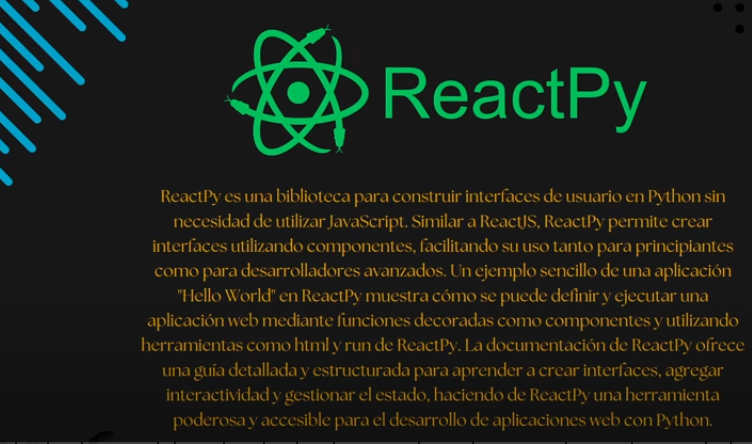 ReactPy
ReactPy es una biblioteca para construir interfaces de usuario en Python sin
necesidad de utilizar JavaScript. Similar a ReactJS, ReactPy permite crear
interfaces utilizando componentes, facilitando su uso tanto para principiantes
como para desarrolladores avanzados. Un ejemplo sencillo de una aplicación
"Hello World" en ReactPy muestra cómo se puede definir y ejecutar una
aplicación web mediante funciones decoradas como componentes y utilizando
herramientas como html y run de ReactPy. La documentación de ReactPy ofrece
una guía detallada y estructurada para aprender a crear interfaces, agregar
interactividad y gestionar el estado, haciendo de ReactPy una herramienta
poderosa y accesible para el desarrollo de aplicaciones web con Python.